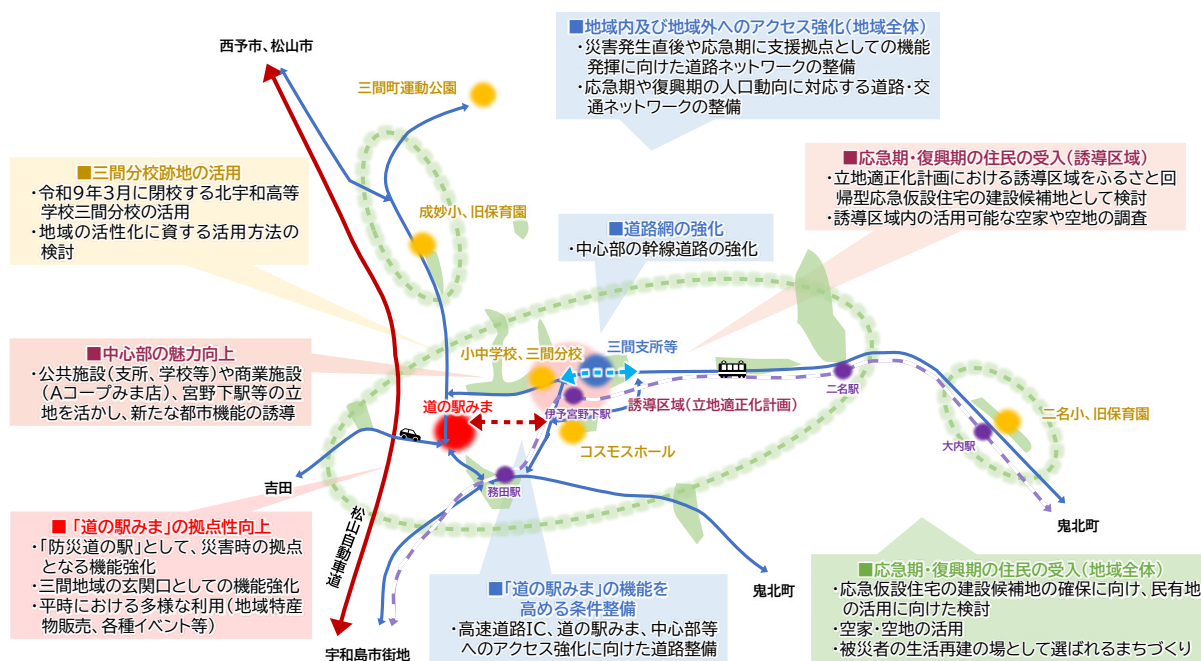 ■地域内及び地域外へのアクセス強化(地域全体)
・災害発生直後や応急期に支援拠点としての機能
発揮に向けた道路ネットワークの整備
・応急期や復興期の人口動向に対応する道路・交
通ネットワークの整備
西予市、松山市
三間町運動公園
■三間分校跡地の活用
・令和9年3月に閉校する北宇和高等
学校三間分校の活用
・地域の活性化に資する活用方法の
検討
■応急期・復興期の住民の受入(誘導区域)
・立地適正化計画における誘導区域をふるさと回
帰型応急仮設住宅の建設候補地として検討
・誘導区域内の活用可能な空家や空地の調査
成妙小、旧保育園
■道路網の強化
・中心部の幹線道路の強化
■中心部の魅力向上
・公共施設(支所、学校等)や商業施設
(Aコープみま店)、宮野下駅等の立
地を活かし、新たな都市機能の誘導
小中学校、三間分校
三間支所等
道の駅みま
伊予宮野下駅
誘導区域(立地適正化計画)
二名駅
二名小、旧保育園
大内駅
コスモスホール
吉田
務田駅
松山自動車道
鬼北町
鬼北町
宇和島市街地
■「道の駅みま」の拠点性向上
・「防災道の駅」として、災害時の拠点
となる機能強化
・三間地域の玄関口としての機能強化
・平時における多様な利用(地域特産
物販売、各種イベント等)
■「道の駅みま」の機能を
高める条件整備
・高速道路IC、道の駅みま、中心部等
へのアクセス強化に向けた道路整備
■応急期・復興期の住民の受入(地域全体)
・応急仮設住宅の建設候補地の確保に向け、民有地
の活用に向けた検討
・空家・空地の活用
・被災者の生活再建の場として選ばれるまちづくり